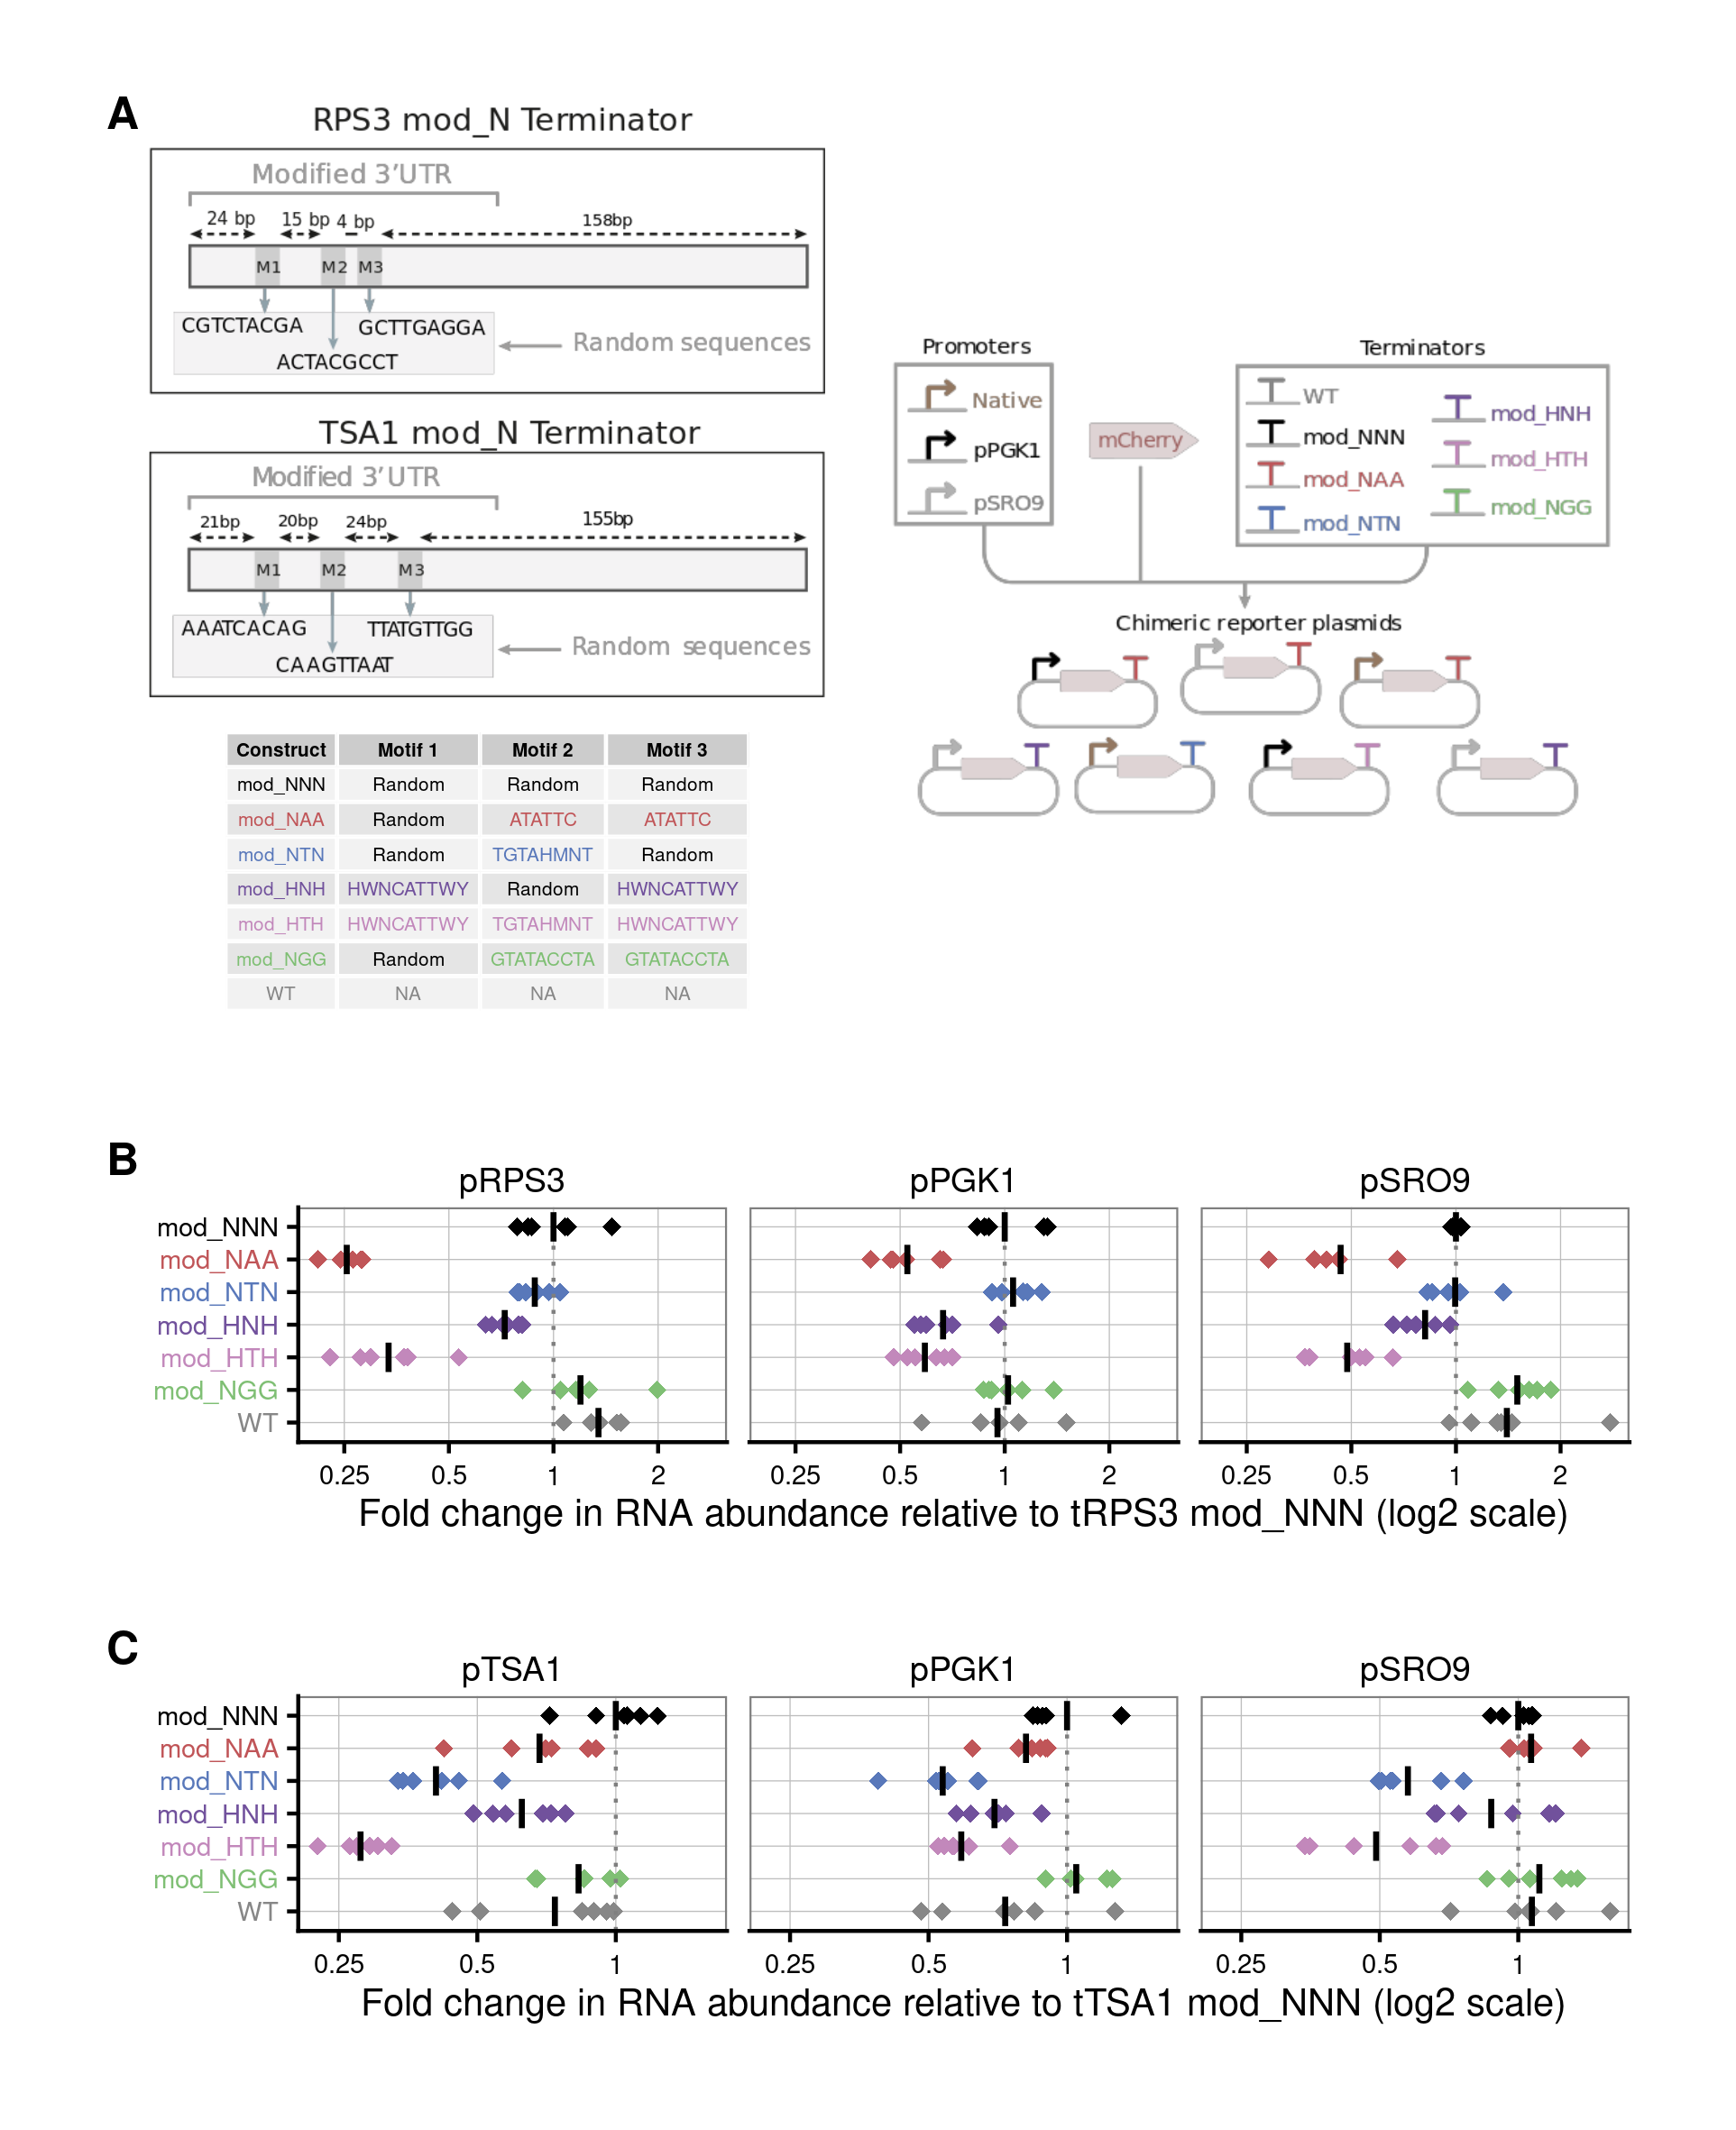 A
RPS3 mod_N Terminator
Modified 3’UTR
24 bp 15 bp 4 bp 158bp
M1 M2 M3
CGTCTACGA GCTTGAGGA
ACTACGCCT
Random sequences
TSA1 mod_N Terminator
Modified 3’UTR
21bp 20bp 24bp 155bp
M1 M2 M3
AAATCACAG TTATGTTGG
CAAGTTAAT
Random sequences
Construct Motif 1 Motif 2 Motif 3
mod_NNN Random Random Random
mod_NAA Random ATATTC ATATTC
mod_NTN Random TGTAHMNT Random
mod_HNH HWNCATTWY Random HWNCATTWY
mod_HTH HWNCATTWY TGTAHMNT HWNCATTWY
mod_NGG Random GTATACCTA GTATACCTA
WT NA NA NA
Promoters
Native
pPGK1
pSRO9
mCherry
Terminators
WT
mod_NNN
mod_NAA
mod_NTN
mod_HNH
mod_HTH
mod_NGG
Chimeric reporter plasmids
B
pRPS3 pPGK1 pSRO9
mod_NNN
mod_NAA
mod_NTN
mod_HNH
mod_HTH
mod_NGG
WT
0.25 0.5 1 2 0.25 0.5 1 2 0.25 0.5 1 2
Fold change in RNA abundance relative to tRPS3 mod_NNN (log2 scale)
C
pTSA1 pPGK1 pSRO9
mod_NNN
mod_NAA
mod_NTN
mod_HNH
mod_HTH
mod_NGG
WT
0.25 0.5 1 0.25 0.5 1 0.25 0.5 1
Fold change in RNA abundance relative to tTSA1 mod_NNN (log2 scale)